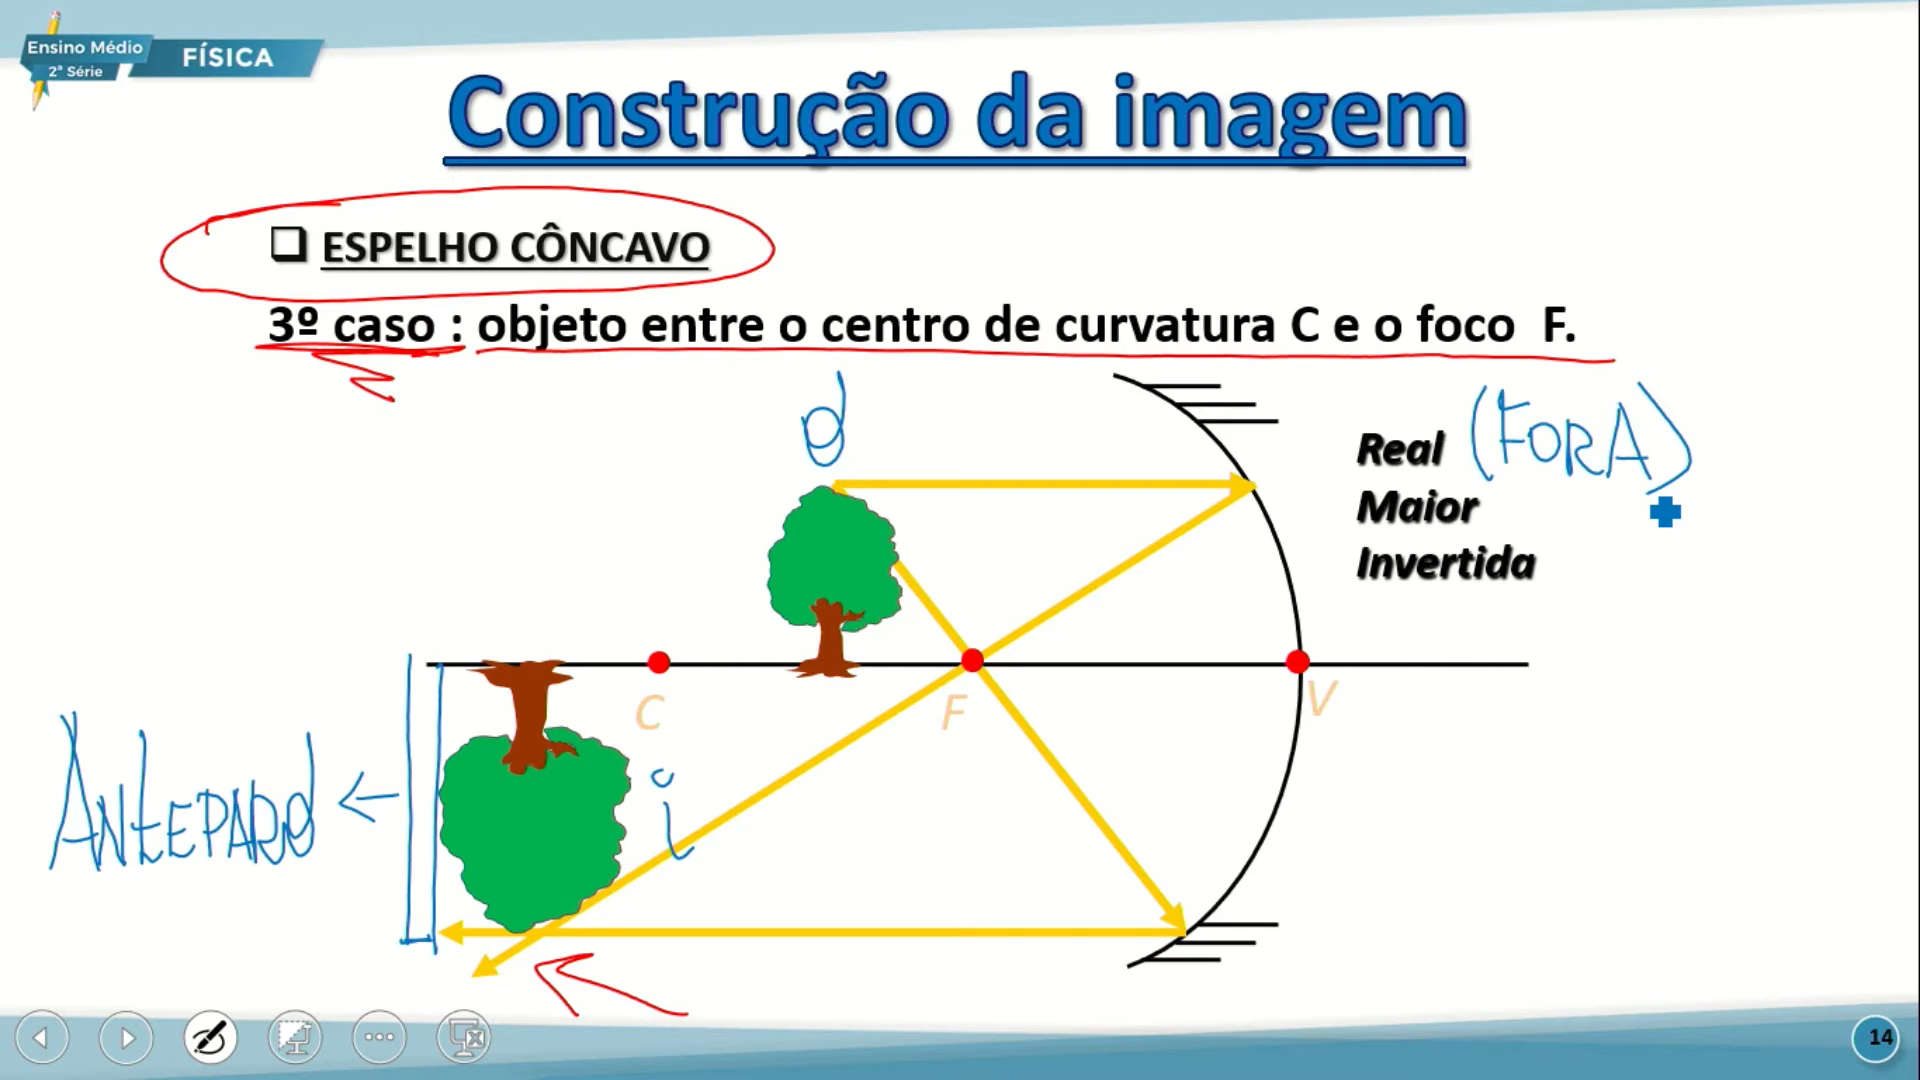 Ensino Médio
2ª Série
FÍSICA
Construção da imagem
ESPELHO CÔNCAVO
3º caso : objeto entre o centro de curvatura C e o foco F.
o
Real (FORA)
Maior
Invertida
C
F
V
i
ANTEPARO
14